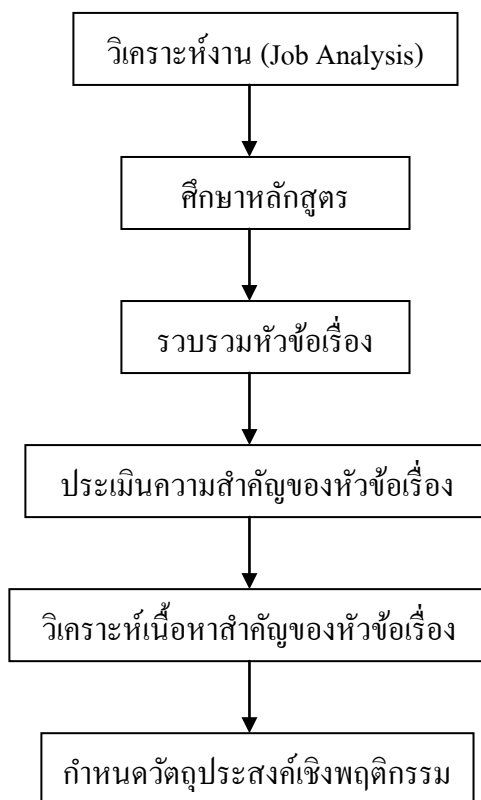 วิเคราะห์งาน (Job Analysis)
ศึกษาหลักสูตร
รวบรวมหัวข้อเรื่อง
ประเมินความสำคัญของหัวข้อเรื่อง
วิเคราะห์เนื้อหาสำคัญของหัวข้อเรื่อง
กำหนดวัตถุประสงค์เชิงพฤติกรรม